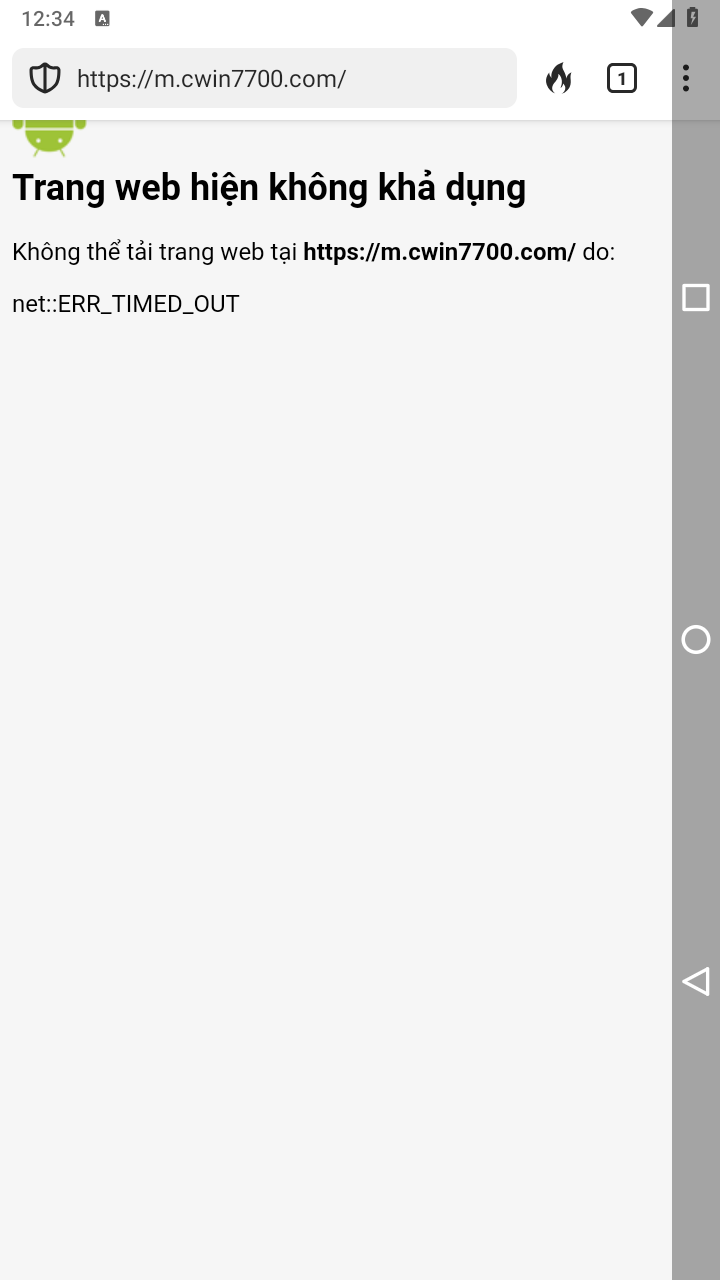 12:34
A
https://m.cwin7700.com/
1
Trang web hiện không khả dụng
Không thể tải trang web tại https://m.cwin7700.com/ do:
net::ERR_TIMED_OUT